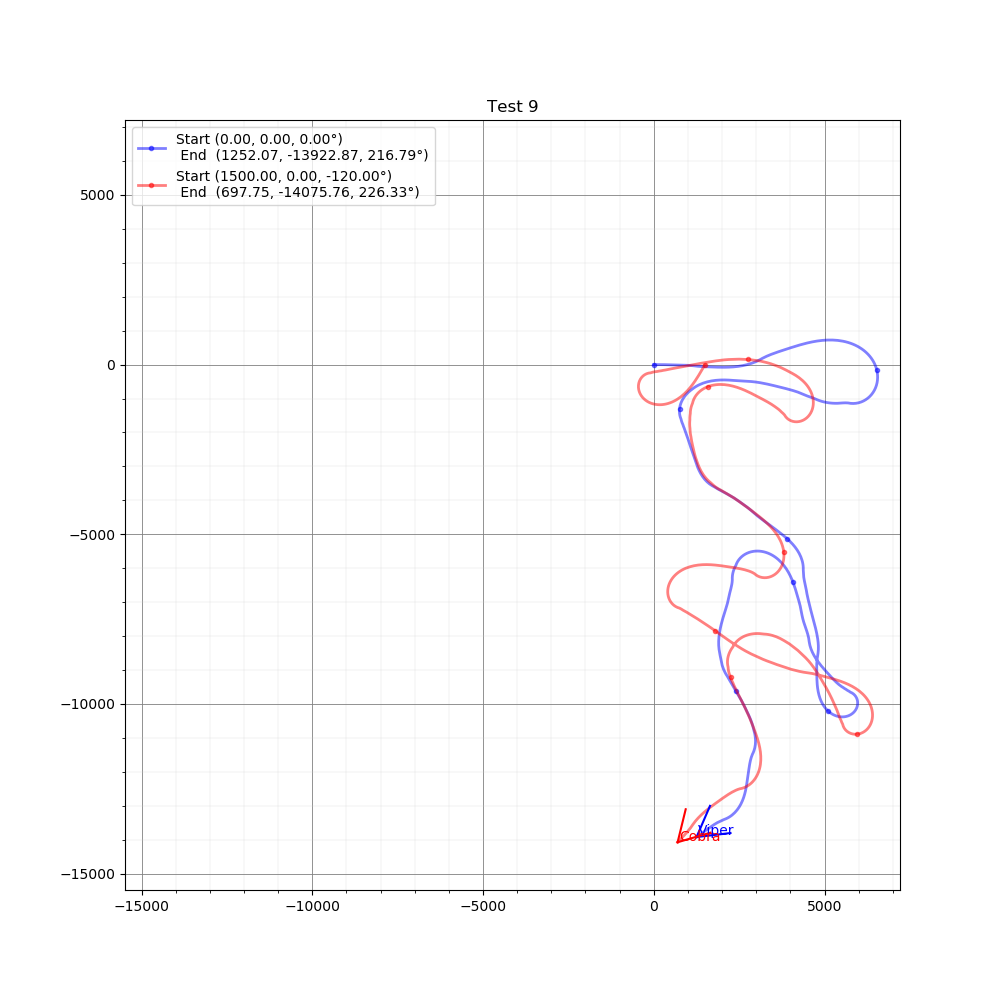 Test 9
Start (0.00, 0.00, 0.00°)
End  (1252.07, -13922.87, 216.79°)
Start (1500.00, 0.00, -120.00°)
End  (697.75, -14075.76, 226.33°)
5000
0
−5000
−10000
−15000
Viper
Cobra
−15000 −10000 −5000 0 5000